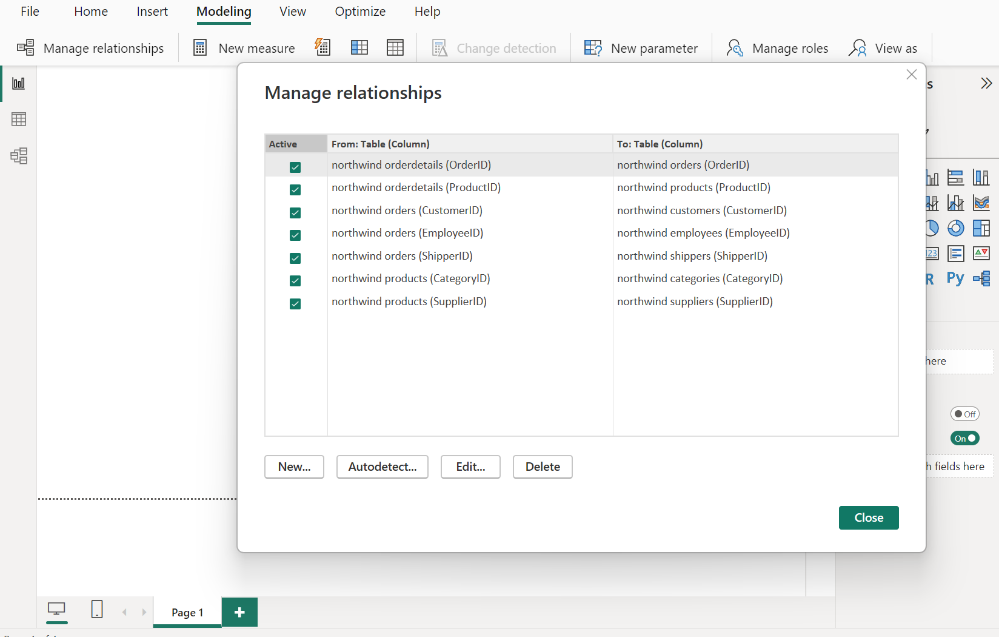 File Home Insert Modeling View Optimize Help
Manage relationships New measure Change detection New parameter Manage roles View as
Manage relationships
Active From: Table (Column) To: Table (Column)
northwind orderdetails (OrderID) northwind orders (OrderID)
northwind orderdetails (ProductID) northwind products (ProductID)
northwind orders (CustomerID) northwind customers (CustomerID)
northwind orders (EmployeeID) northwind employees (EmployeeID)
northwind orders (ShipperID) northwind shippers (ShipperID)
northwind products (CategoryID) northwind categories (CategoryID)
northwind products (SupplierID) northwind suppliers (SupplierID)
New... Autodetect... Edit... Delete
Close
s
123
R Py
here
Off
On
h fields here
Page 1